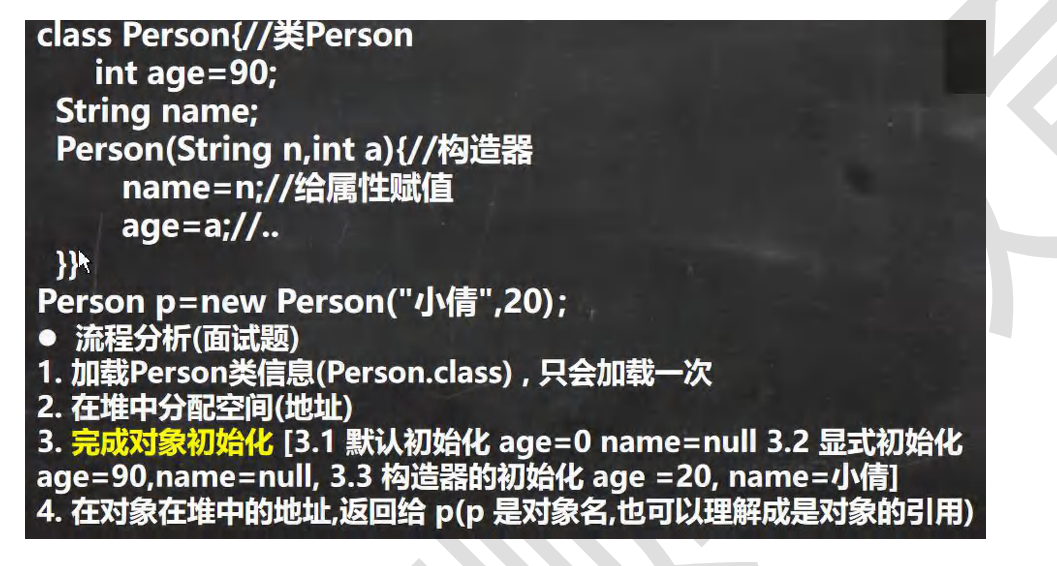 class Person{//类Person
int age=90;
String name;
Person(String n,int a){//构造器
name=n;//给属性赋值
age=a;//..
}}
Person p=new Person("小倩",20);
● 流程分析(面试题)
1. 加载Person类信息(Person.class) , 只会加载一次
2. 在堆中分配空间(地址)
3. 完成对象初始化 [3.1 默认初始化 age=0 name=null 3.2 显式初始化
age=90,name=null, 3.3 构造器的初始化 age =20, name=小倩]
4. 在对象在堆中的地址,返回给 p(p 是对象名,也可以理解成是对象的引用)